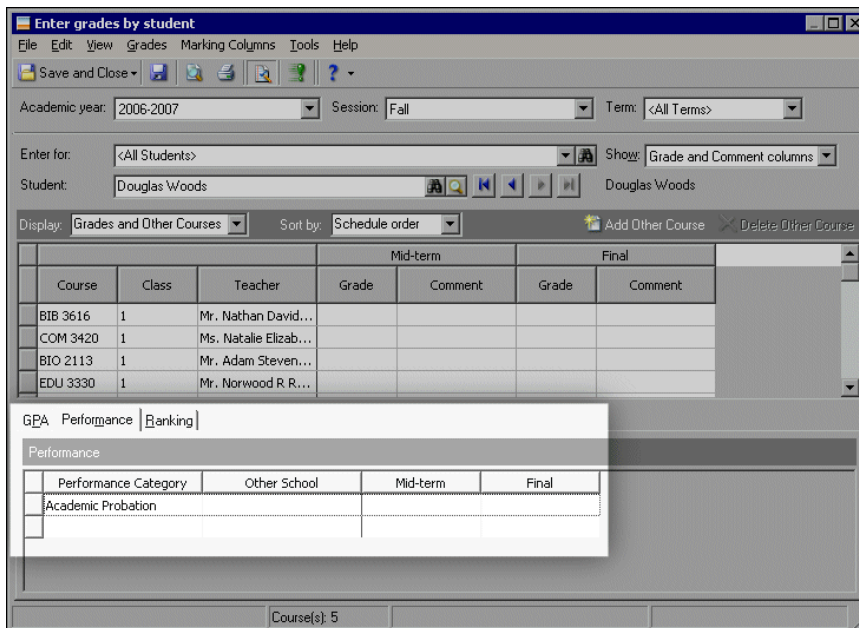 Enter grades by student
File Edit View Grades Marking Columns Tools Help
Save and Close ?
Academic year: 2006-2007 Session: Fall Term: <All Terms>
Enter for: <All Students> Show: Grade and Comment columns
Student: Douglas Woods Douglas Woods
Display: Grades and Other Courses Sort by: Schedule order Add Other Course Delete Other Course
Mid-term Final
Course Class Teacher Grade Comment Grade Comment
BIB 3616 1 Mr. Nathan David...
COM 3420 1 Ms. Natalie Elizab...
BIO 2113 1 Mr. Adam Steven...
EDU 3330 1 Mr. Norwood R R...
GPA Performance Ranking
Performance
Performance Category Other School Mid-term Final
Academic Probation
Course(s): 5